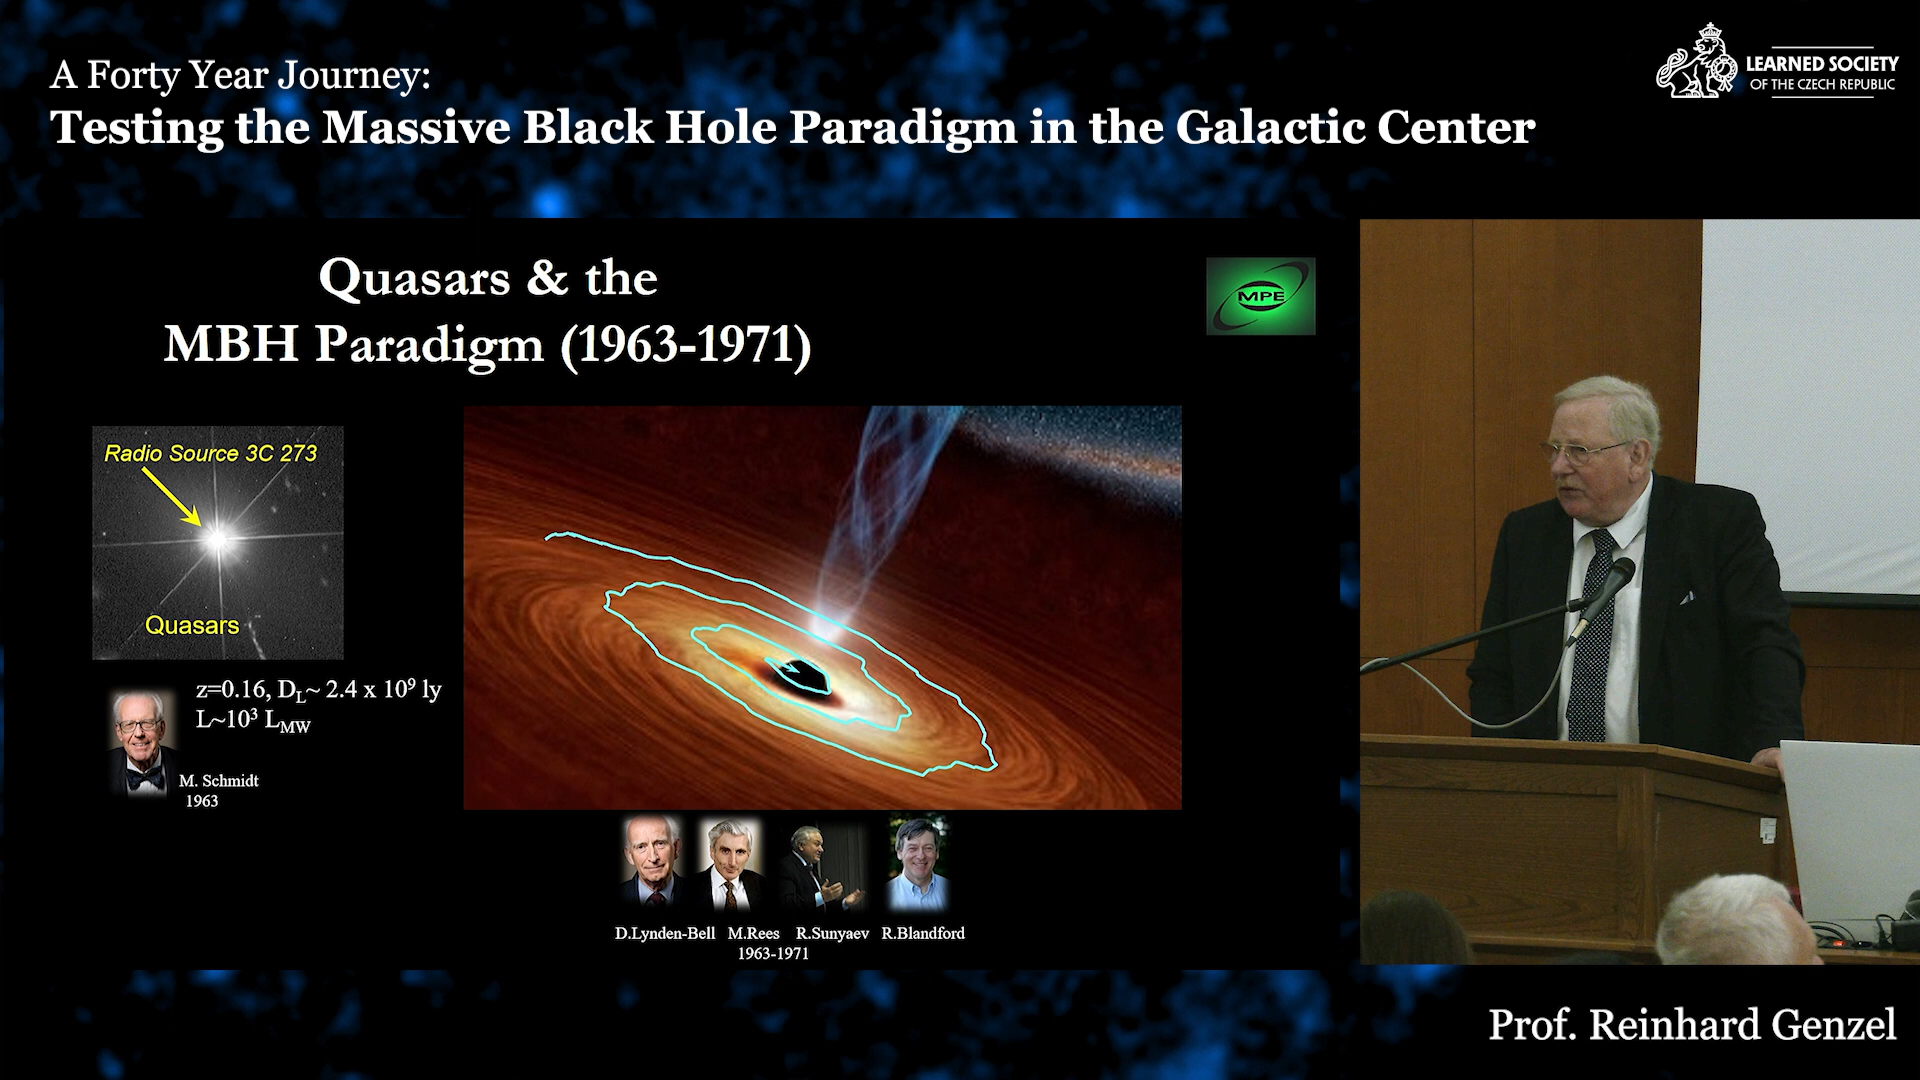 A Forty Year Journey:
Testing the Massive Black Hole Paradigm in the Galactic Center
LEARNED SOCIETY
OF THE CZECH REPUBLIC
Quasars & the
MBH Paradigm (1963-1971)
MPE
Radio Source 3C 273
Quasars
z=0.16, D_L~ 2.4 x 10⁹ ly
L~10³ L_MW
M. Schmidt
1963
D.Lynden-Bell M.Rees R.Sunyaev R.Blandford
1963-1971
Prof. Reinhard Genzel